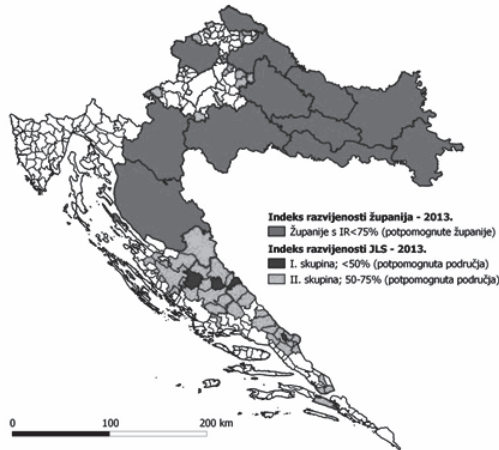 Indeks razvijenosti županija - 2013.
Županije s IR<75% (potpomognute županije)
Indeks razvijenosti JLS - 2013.
I. skupina; <50% (potpomognuta područja)
II. skupina; 50-75% (potpomognuta područja)
0 100 200 km